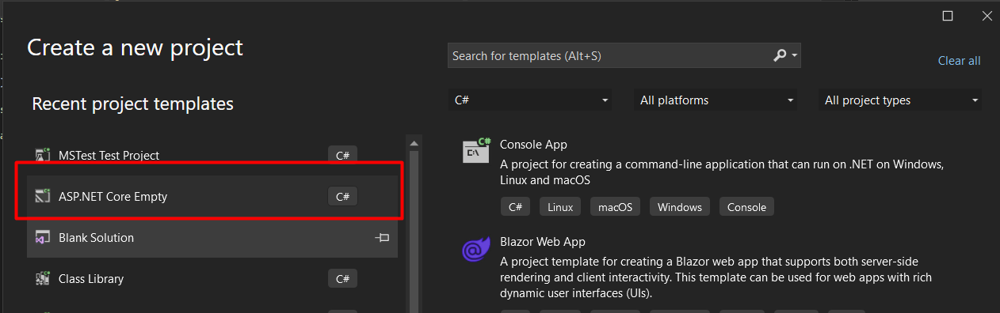 Create a new project
Search for templates (Alt+S)
Clear all
Recent project templates
C#
All platforms
All project types
MSTest Test Project
C#
ASP.NET Core Empty
C#
Blank Solution
Class Library
C#
C#
C:\
Console App
A project for creating a command-line application that can run on .NET on Windows,
Linux and macOS
C#
Linux
macOS
Windows
Console
Blazor Web App
A project template for creating a Blazor web app that supports both server-side
rendering and client interactivity. This template can be used for web apps with rich
dynamic user interfaces (UIs).